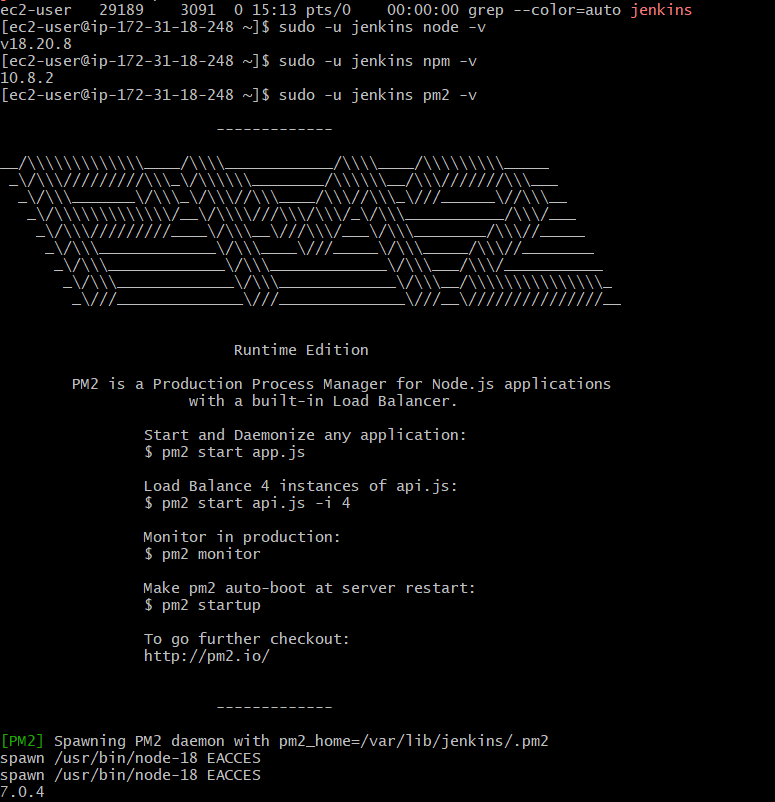 ec2-user   29189    3091  0 15:13 pts/0    00:00:00 grep --color=auto jenkins
[ec2-user@ip-172-31-18-248 ~]$ sudo -u jenkins node -v
v18.20.8
[ec2-user@ip-172-31-18-248 ~]$ sudo -u jenkins npm -v
10.8.2
[ec2-user@ip-172-31-18-248 ~]$ sudo -u jenkins pm2 -v
-------------
__/\\\\\\\\\\\\\____/\\\\____________/\\\\____/\\\\\\\\\_____
_\/\\\/////////\\\_\/\\\\\\________/\\\\\\__/\\\///////\\\___
_\/\\\_______\/\\\_\/\\\//\\\____/\\\//\\\_\///______\//\\\__
_\/\\\\\\\\\\\\\/__\/\\\\///\\\/\\\/_\/\\\___________/\\\/___
_\/\\\/////////____\/\\\__\///\\\/___\/\\\________/\\\//_____
_\/\\\_____________\/\\\____\///_____\/\\\_____/\\\//________
_\/\\\_____________\/\\\_____________\/\\\___/\\\/___________
_\/\\\_____________\/\\\_____________\/\\\__/\\\\\\\\\\\\\\\_
_\///______________\///______________\///__\///////////////__
Runtime Edition
PM2 is a Production Process Manager for Node.js applications
with a built-in Load Balancer.
Start and Daemonize any application:
$ pm2 start app.js
Load Balance 4 instances of api.js:
$ pm2 start api.js -i 4
Monitor in production:
$ pm2 monitor
Make pm2 auto-boot at server restart:
$ pm2 startup
To go further checkout:
http://pm2.io/
-------------
[PM2] Spawning PM2 daemon with pm2_home=/var/lib/jenkins/.pm2
spawn /usr/bin/node-18 EACCES
spawn /usr/bin/node-18 EACCES
7.0.4